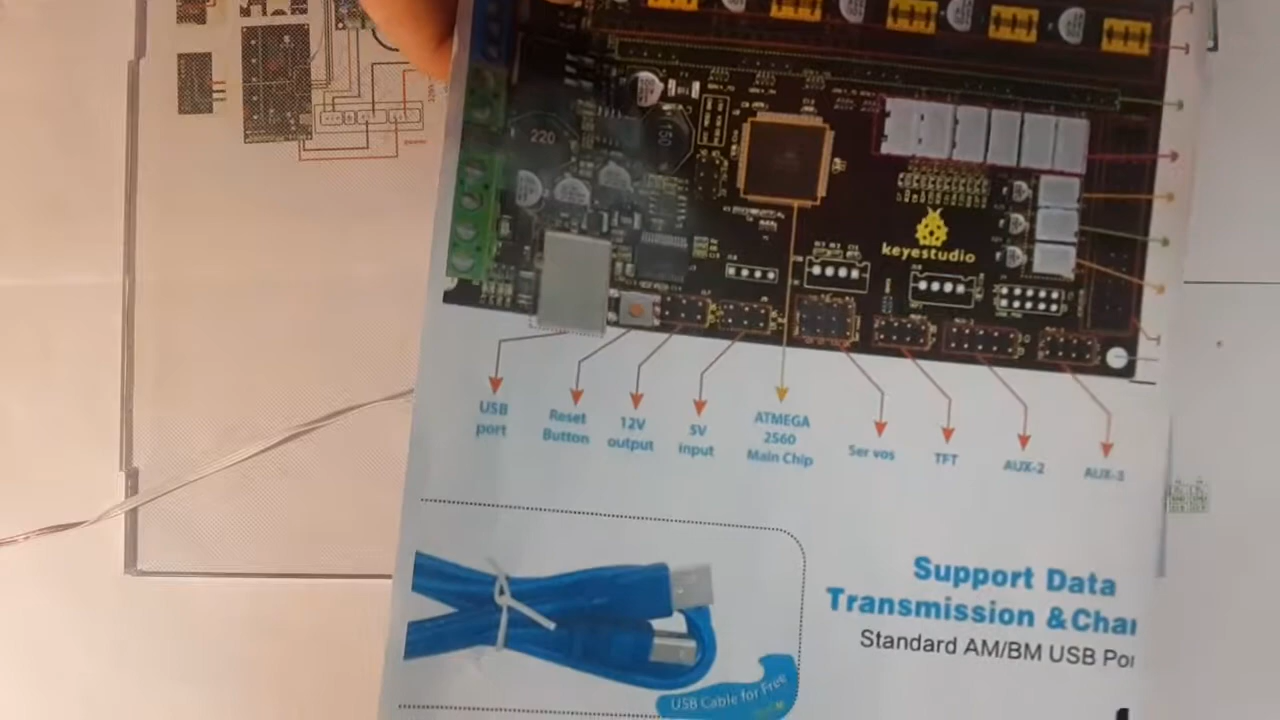 220
150
keyestudio
USB
port
Reset
Button
12V
output
5V
input
ATMEGA
2560
Main Chip
Ser vos
TFT
AUX-2
AUX-3
Support Data
Transmission &Char
Standard AM/BM USB Por
USB Cable for Free